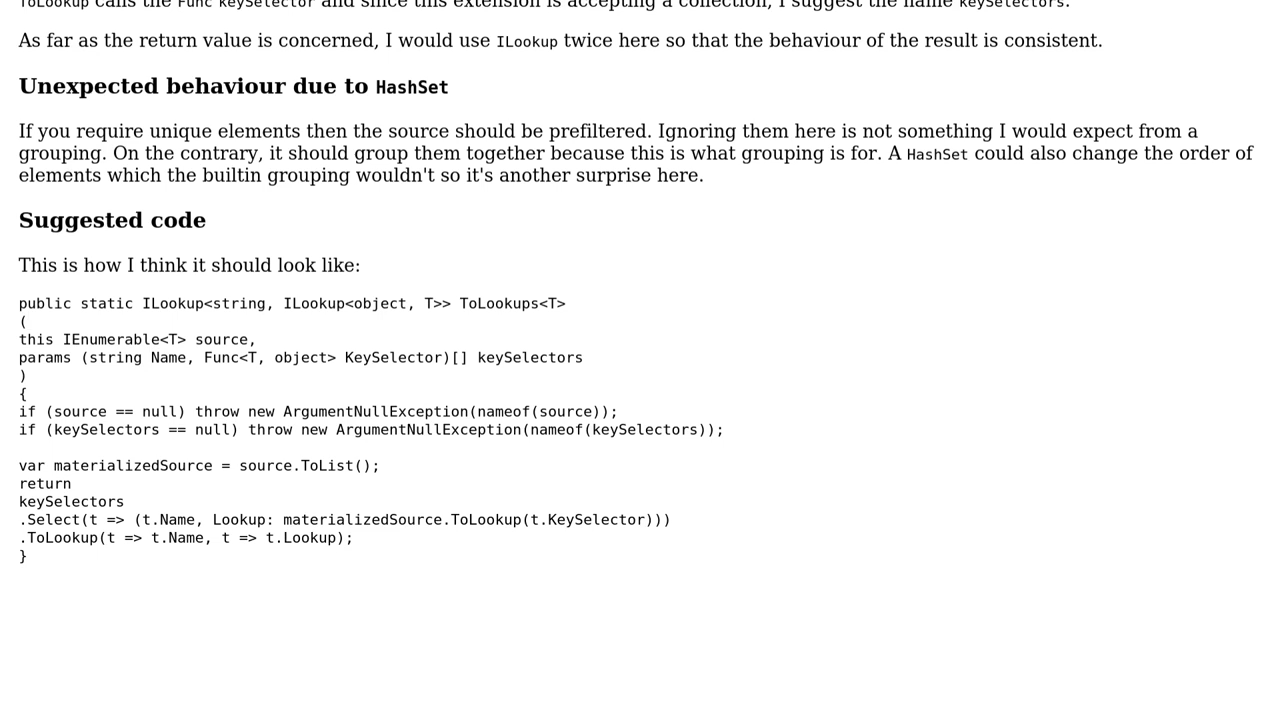 ToLookup calls the Func keySelector and since this extension is accepting a collection, I suggest the name keySelectors.
As far as the return value is concerned, I would use ILookup twice here so that the behaviour of the result is consistent.
Unexpected behaviour due to HashSet
If you require unique elements then the source should be prefiltered. Ignoring them here is not something I would expect from a
grouping. On the contrary, it should group them together because this is what grouping is for. A HashSet could also change the order of
elements which the builtin grouping wouldn't so it's another surprise here.
Suggested code
This is how I think it should look like:
public static ILookup<string, ILookup<object, T>> ToLookups<T>
(
this IEnumerable<T> source,
params (string Name, Func<T, object> KeySelector)[] keySelectors
)
{
if (source == null) throw new ArgumentNullException(nameof(source));
if (keySelectors == null) throw new ArgumentNullException(nameof(keySelectors));
var materializedSource = source.ToList();
return
keySelectors
.Select(t => (t.Name, Lookup: materializedSource.ToLookup(t.KeySelector)))
.ToLookup(t => t.Name, t => t.Lookup);
}